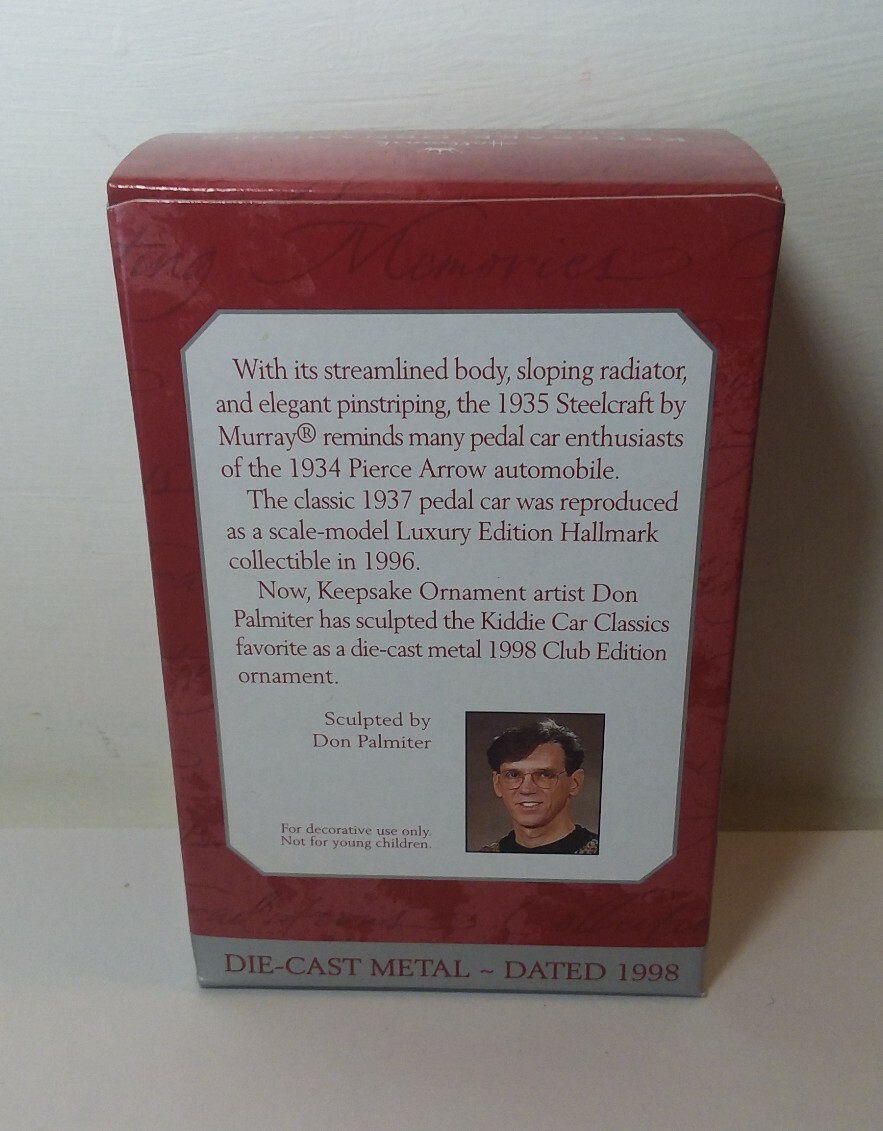 Memories
With its streamlined body, sloping radiator,
and elegant pinstriping, the 1935 Steelcraft by
Murray® reminds many pedal car enthusiasts
of the 1934 Pierce Arrow automobile.
The classic 1937 pedal car was reproduced
as a scale-model Luxury Edition Hallmark
collectible in 1996.
Now, Keepsake Ornament artist Don
Palmiter has sculpted the Kiddie Car Classics
favorite as a die-cast metal 1998 Club Edition
ornament.
Sculpted by
Don Palmiter
For decorative use only.
Not for young children.
DIE-CAST METAL ~ DATED 1998